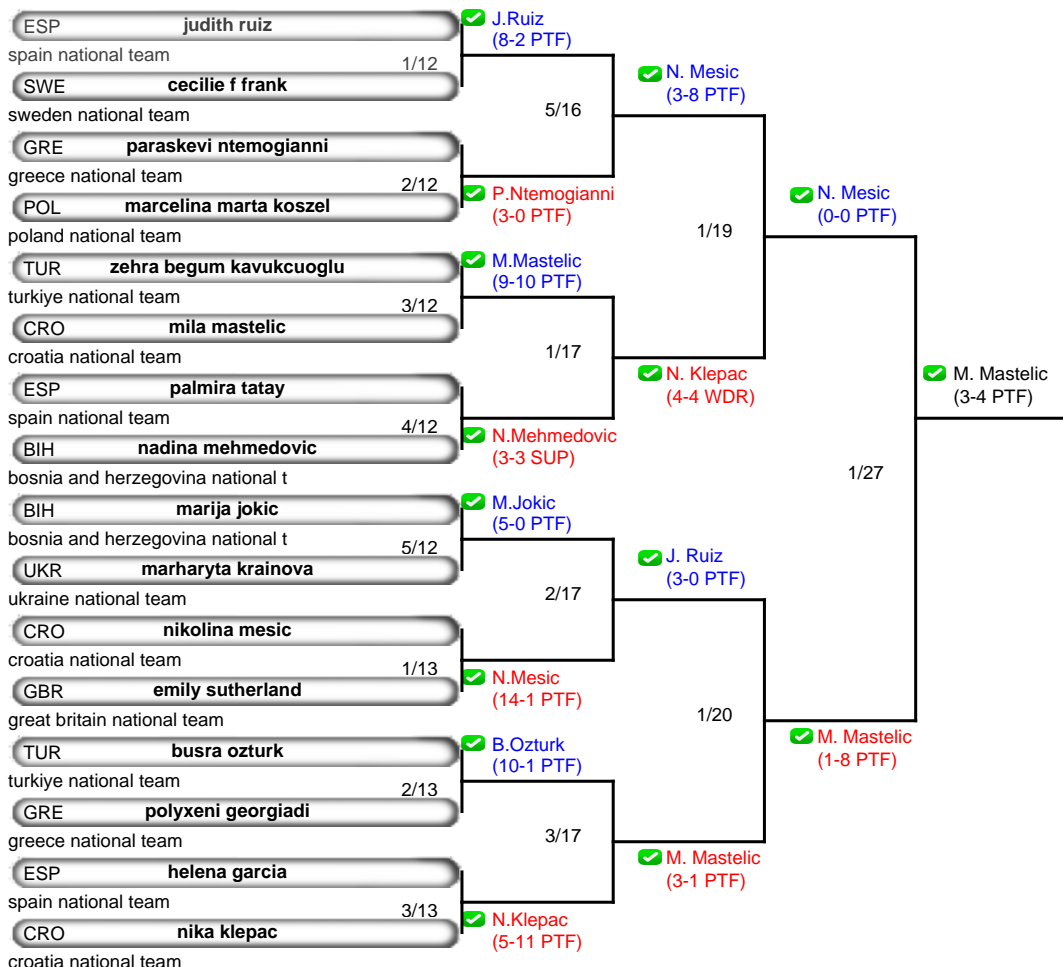 ESP judith ruiz
spain national team
1/12
SWE cecilie f frank
sweden national team
GRE paraskevi ntemogianni
greece national team
2/12
POL marcelina marta koszel
poland national team
TUR zehra begum kavukcuoglu
turkiye national team
3/12
CRO mila mastelic
croatia national team
ESP palmira tatay
spain national team
4/12
BIH nadina mehmedovic
bosnia and herzegovina national t
BIH marija jokic
bosnia and herzegovina national t
5/12
UKR marharyta krainova
ukraine national team
CRO nikolina mesic
croatia national team
1/13
GBR emily sutherland
great britain national team
TUR busra ozturk
turkiye national team
2/13
GRE polyxeni georgiadi
greece national team
ESP helena garcia
spain national team
3/13
CRO nika klepac
croatia national team
J.Ruiz
(8-2 PTF)
5/16
P.Ntemogianni
(3-0 PTF)
M.Mastelic
(9-10 PTF)
1/17
N.Mehmedovic
(3-3 SUP)
M.Jokic
(5-0 PTF)
2/17
N.Mesic
(14-1 PTF)
B.Ozturk
(10-1 PTF)
3/17
N.Klepac
(5-11 PTF)
N. Mesic
(3-8 PTF)
1/19
N. Klepac
(4-4 WDR)
J. Ruiz
(3-0 PTF)
1/20
M. Mastelic
(3-1 PTF)
N. Mesic
(0-0 PTF)
1/27
M. Mastelic
(1-8 PTF)
M. Mastelic
(3-4 PTF)